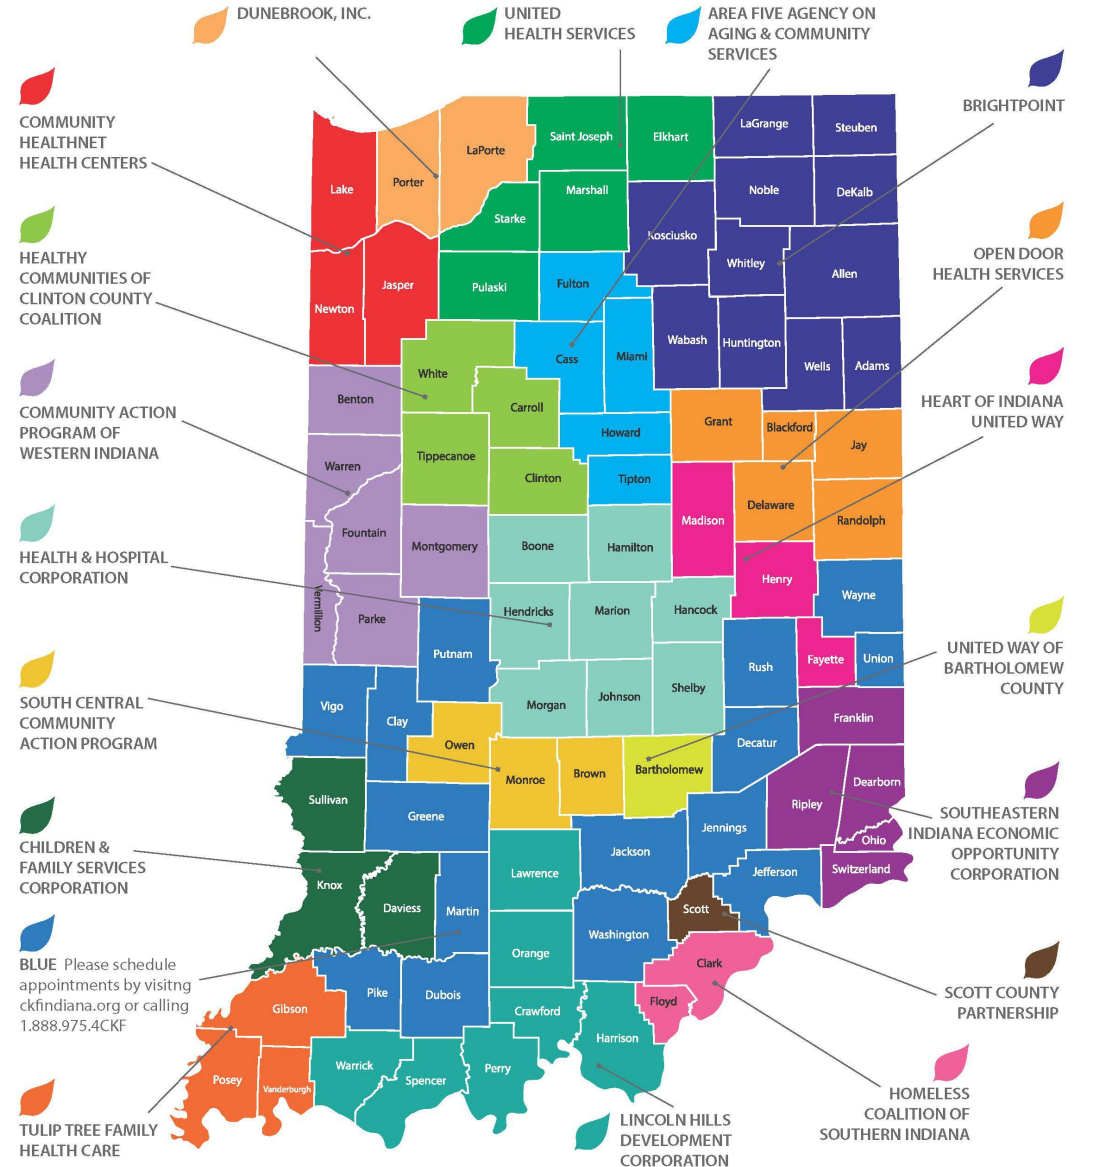 DUNEBROOK, INC.
UNITED
HEALTH SERVICES
AREA FIVE AGENCY ON
AGING & COMMUNITY
SERVICES
BRIGHTPOINT
COMMUNITY
HEALTHNET
HEALTH CENTERS
HEALTHY
COMMUNITIES OF
CLINTON COUNTY
COALITION
COMMUNITY ACTION
PROGRAM OF
WESTERN INDIANA
HEALTH & HOSPITAL
CORPORATION
SOUTH CENTRAL
COMMUNITY
ACTION PROGRAM
CHILDREN &
FAMILY SERVICES
CORPORATION
BLUE Please schedule
appointments by visitng
ckfindiana.org or calling
1.888.975.4CKF
TULIP TREE FAMILY
HEALTH CARE
OPEN DOOR
HEALTH SERVICES
HEART OF INDIANA
UNITED WAY
UNITED WAY OF
BARTHOLOMEW
COUNTY
SOUTHEASTERN
INDIANA ECONOMIC
OPPORTUNITY
CORPORATION
SCOTT COUNTY
PARTNERSHIP
HOMELESS
COALITION OF
SOUTHERN INDIANA
LINCOLN HILLS
DEVELOPMENT
CORPORATION
Lake
Porter
LaPorte
Saint Joseph
Elkhart
LaGrange
Steuben
Noble
DeKalb
Marshall
Starke
Kosciusko
Whitley
Allen
Newton
Jasper
Pulaski
Fulton
Wabash
Huntington
Wells
Adams
White
Cass
Miami
Benton
Carroll
Howard
Grant
Blackford
Jay
Warren
Tippecanoe
Clinton
Tipton
Madison
Delaware
Randolph
Fountain
Montgomery
Boone
Hamilton
Henry
Wayne
Vermillion
Parke
Putnam
Hendricks
Marion
Hancock
Rush
Fayette
Union
Vigo
Clay
Owen
Morgan
Johnson
Shelby
Decatur
Franklin
Sullivan
Greene
Monroe
Brown
Bartholomew
Jennings
Ripley
Dearborn
Ohio
Switzerland
Knox
Daviess
Martin
Lawrence
Jackson
Jefferson
Scott
Washington
Orange
Clark
Floyd
Gibson
Pike
Dubois
Crawford
Harrison
Posey
Vanderburgh
Warrick
Spencer
Perry